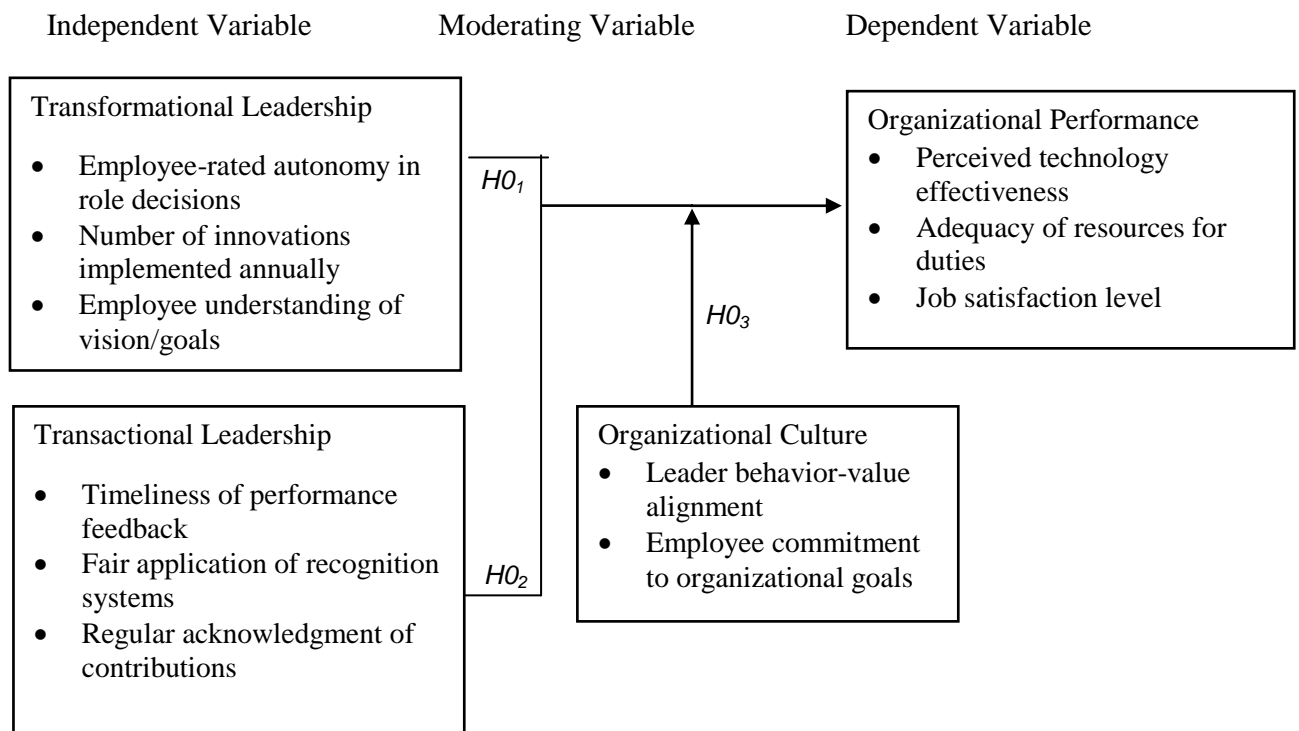 Independent Variable
Moderating Variable
Dependent Variable
Transformational Leadership
• Employee-rated autonomy in
role decisions
• Number of innovations
implemented annually
• Employee understanding of
vision/goals
H0₁
Organizational Performance
• Perceived technology
effectiveness
• Adequacy of resources for
duties
• Job satisfaction level
H0₃
Transactional Leadership
• Timeliness of performance
feedback
• Fair application of recognition
systems
• Regular acknowledgment of
contributions
H0₂
Organizational Culture
• Leader behavior-value
alignment
• Employee commitment
to organizational goals